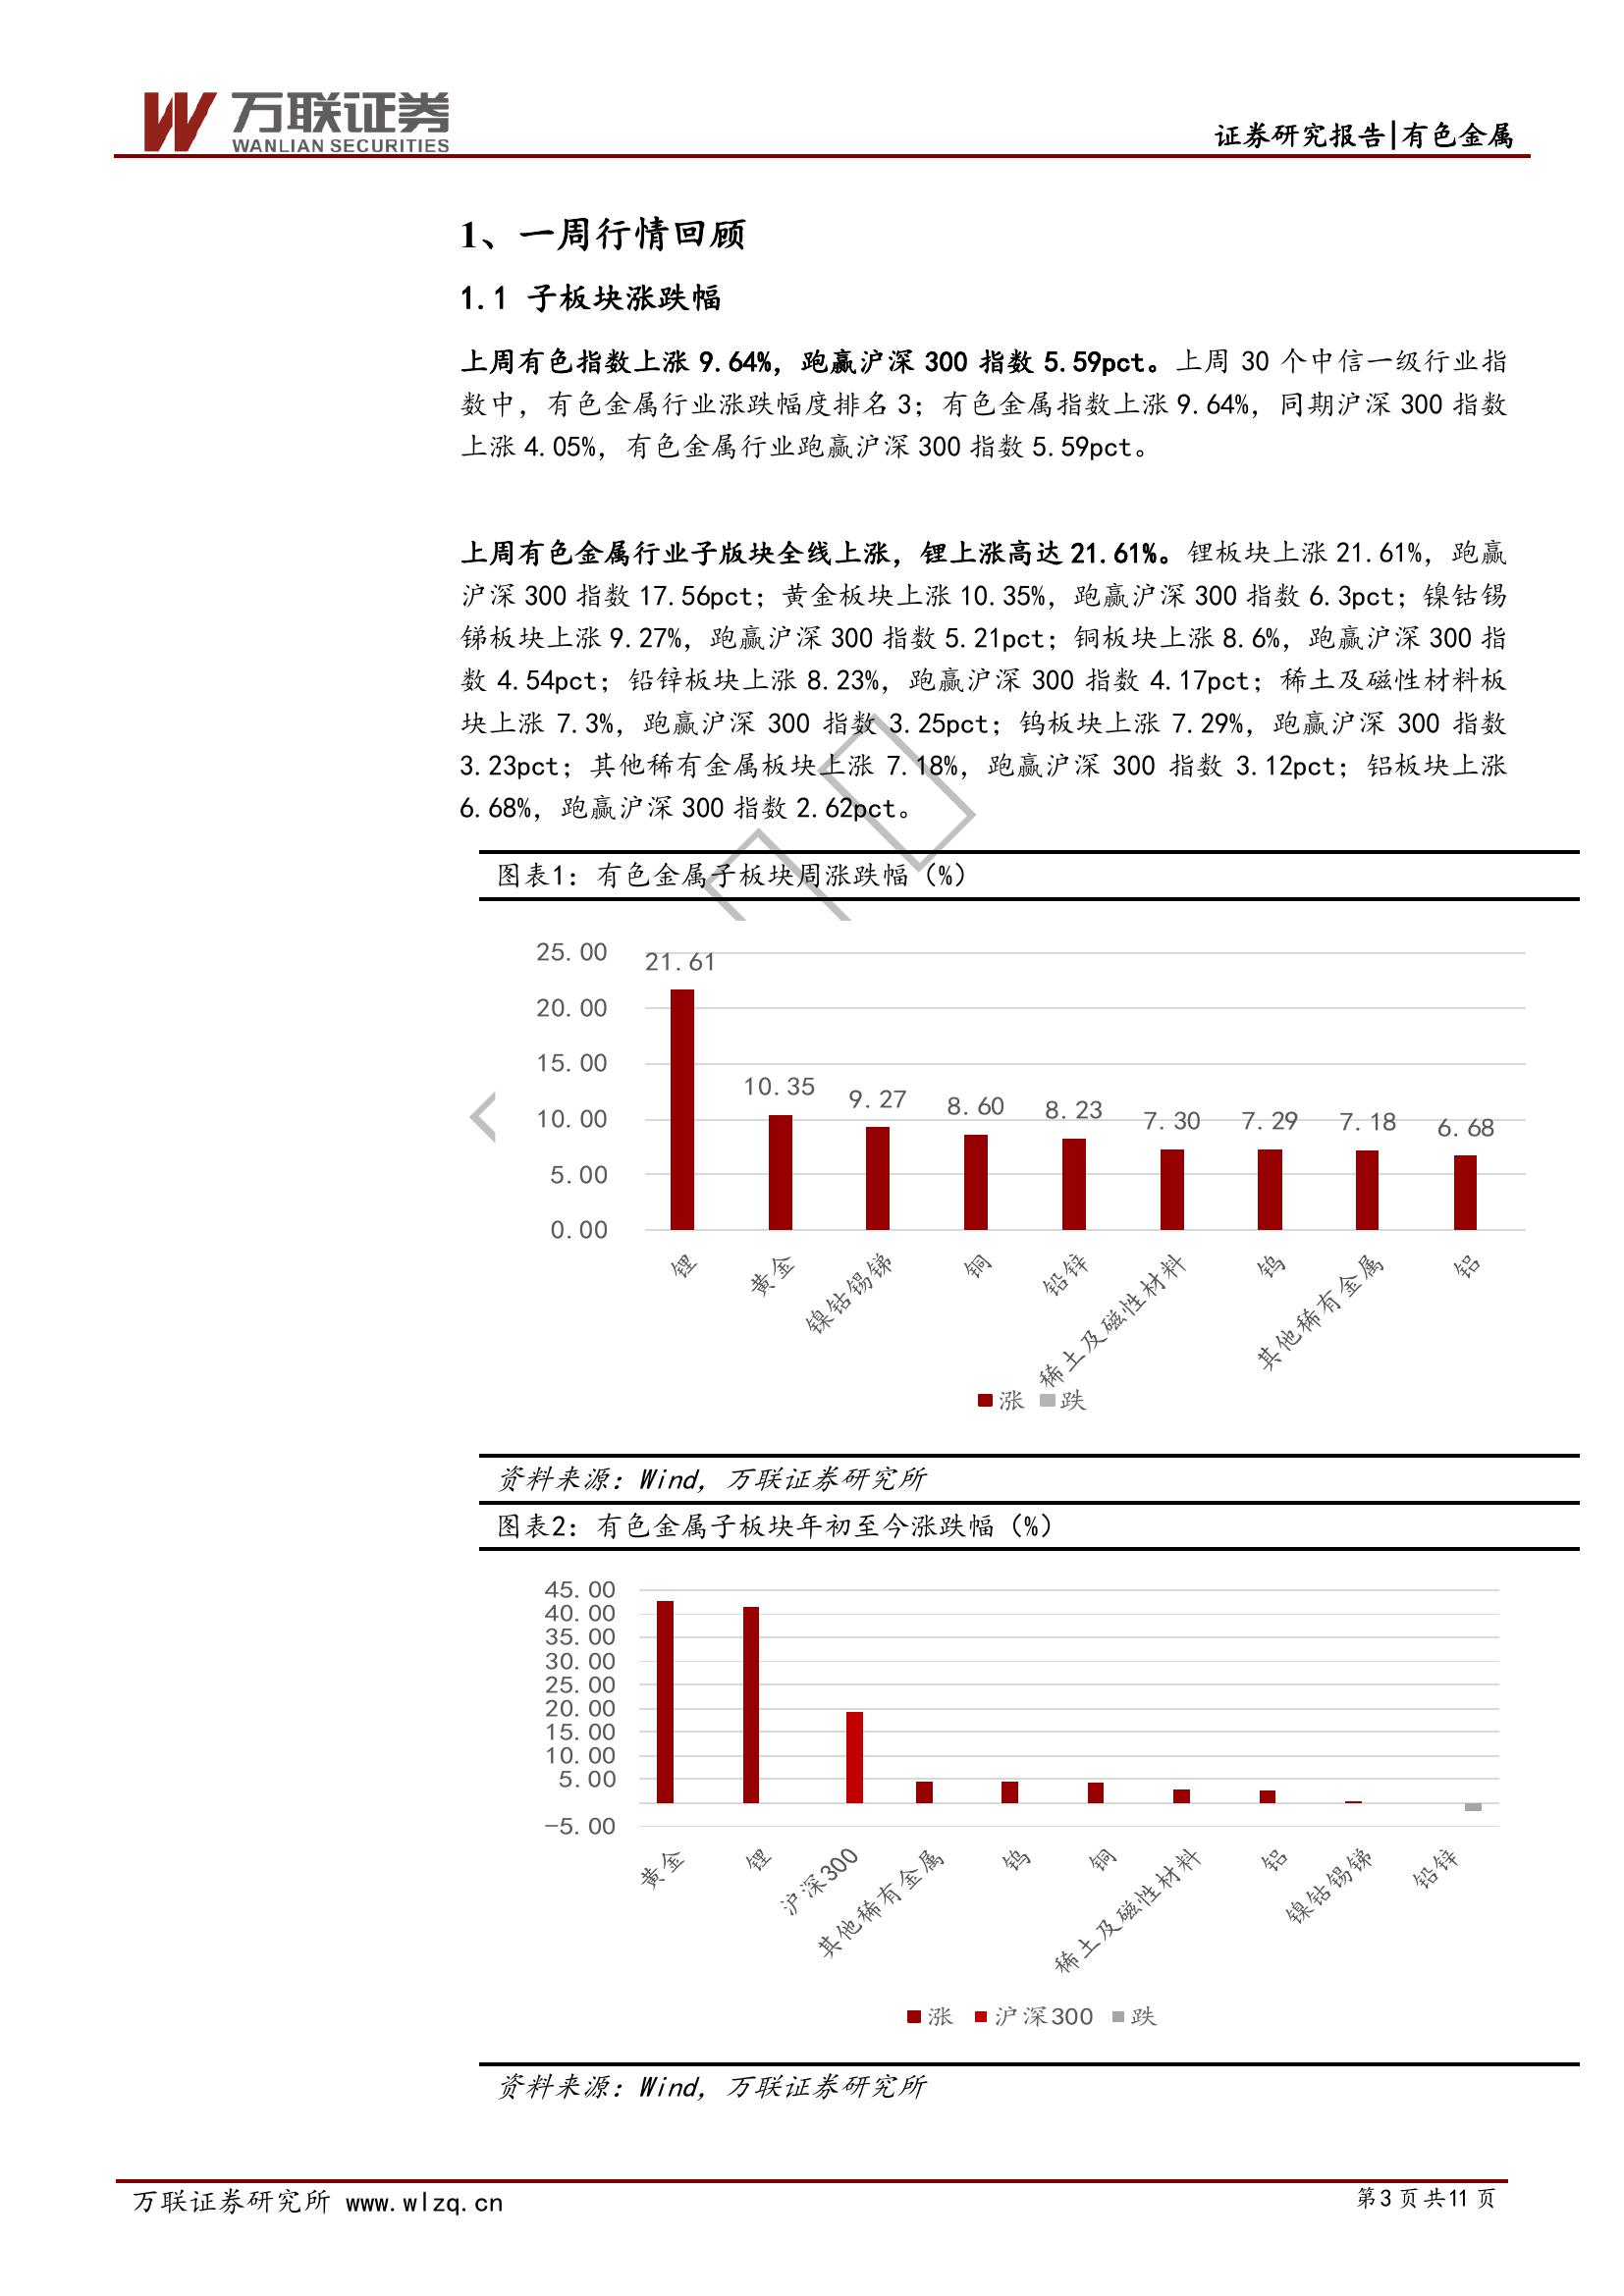 万联证券
WANLIAN SECURITIES
证券研究报告|有色金属
1、一周行情回顾
1.1 子板块涨跌幅
上周有色指数上涨 9.64%，跑赢沪深 300 指数 5.59pct。上周 30 个中信一级行业指
数中，有色金属行业涨跌幅度排名 3；有色金属指数上涨 9.64%，同期沪深 300 指数
上涨 4.05%，有色金属行业跑赢沪深 300 指数 5.59pct。
上周有色金属行业子版块全线上涨，锂上涨高达 21.61%。锂板块上涨 21.61%，跑赢
沪深 300 指数 17.56pct；黄金板块上涨 10.35%，跑赢沪深 300 指数 6.3pct；镍钴锡
锑板块上涨 9.27%，跑赢沪深 300 指数 5.21pct；铜板块上涨 8.6%，跑赢沪深 300 指
数 4.54pct；铅锌板块上涨 8.23%，跑赢沪深 300 指数 4.17pct；稀土及磁性材料板
块上涨 7.3%，跑赢沪深 300 指数 3.25pct；钨板块上涨 7.29%，跑赢沪深 300 指数
3.23pct；其他稀有金属板块上涨 7.18%，跑赢沪深 300 指数 3.12pct；铝板块上涨
6.68%，跑赢沪深 300 指数 2.62pct。
图表1：有色金属子板块周涨跌幅（%）
25.00
20.00
15.00
10.00
5.00
0.00
21.61
10.35
9.27
8.60
8.23
7.30
7.29
7.18
6.68
锂
黄金
镍钴锡锑
铜
铅锌
稀土及磁性材料
钨
其他稀有金属
铝
涨 跌
资料来源：Wind，万联证券研究所
图表2：有色金属子板块年初至今涨跌幅（%）
45.00
40.00
35.00
30.00
25.00
20.00
15.00
10.00
5.00
-5.00
黄金
锂
沪深300
其他稀有金属
钨
铜
稀土及磁性材料
铝
镍钴锡锑
铅锌
涨 沪深300 跌
资料来源：Wind，万联证券研究所
万联证券研究所 www.wlzq.cn
第 3 页 共 11 页